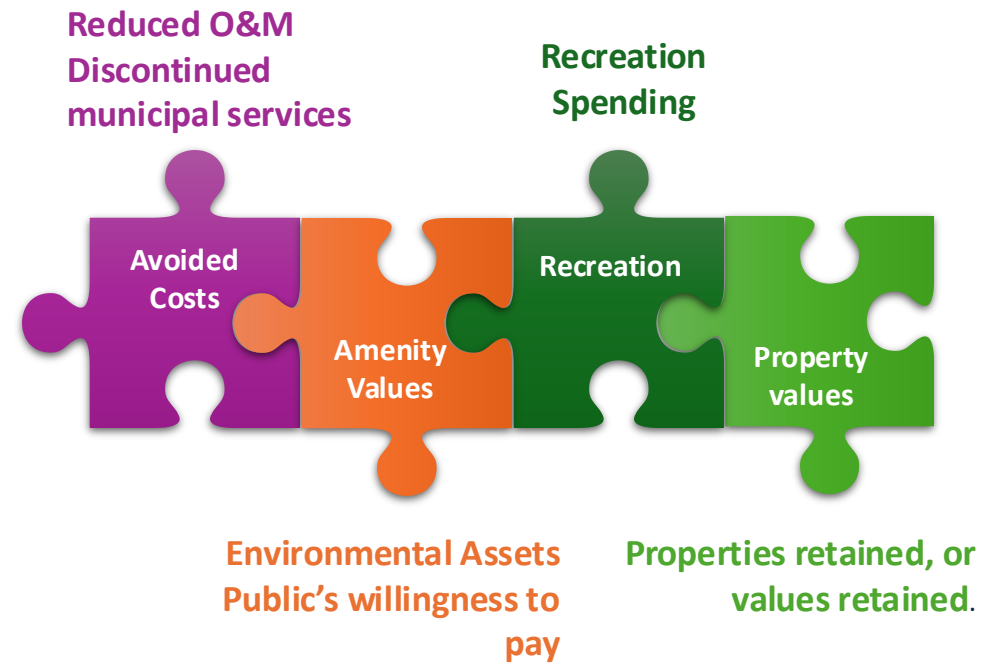 Reduced O&M
Discontinued
municipal services
Recreation
Spending
Avoided
Costs
Amenity
Values
Recreation
Property
values
Environmental Assets
Public’s willingness to
pay
Properties retained, or
values retained.